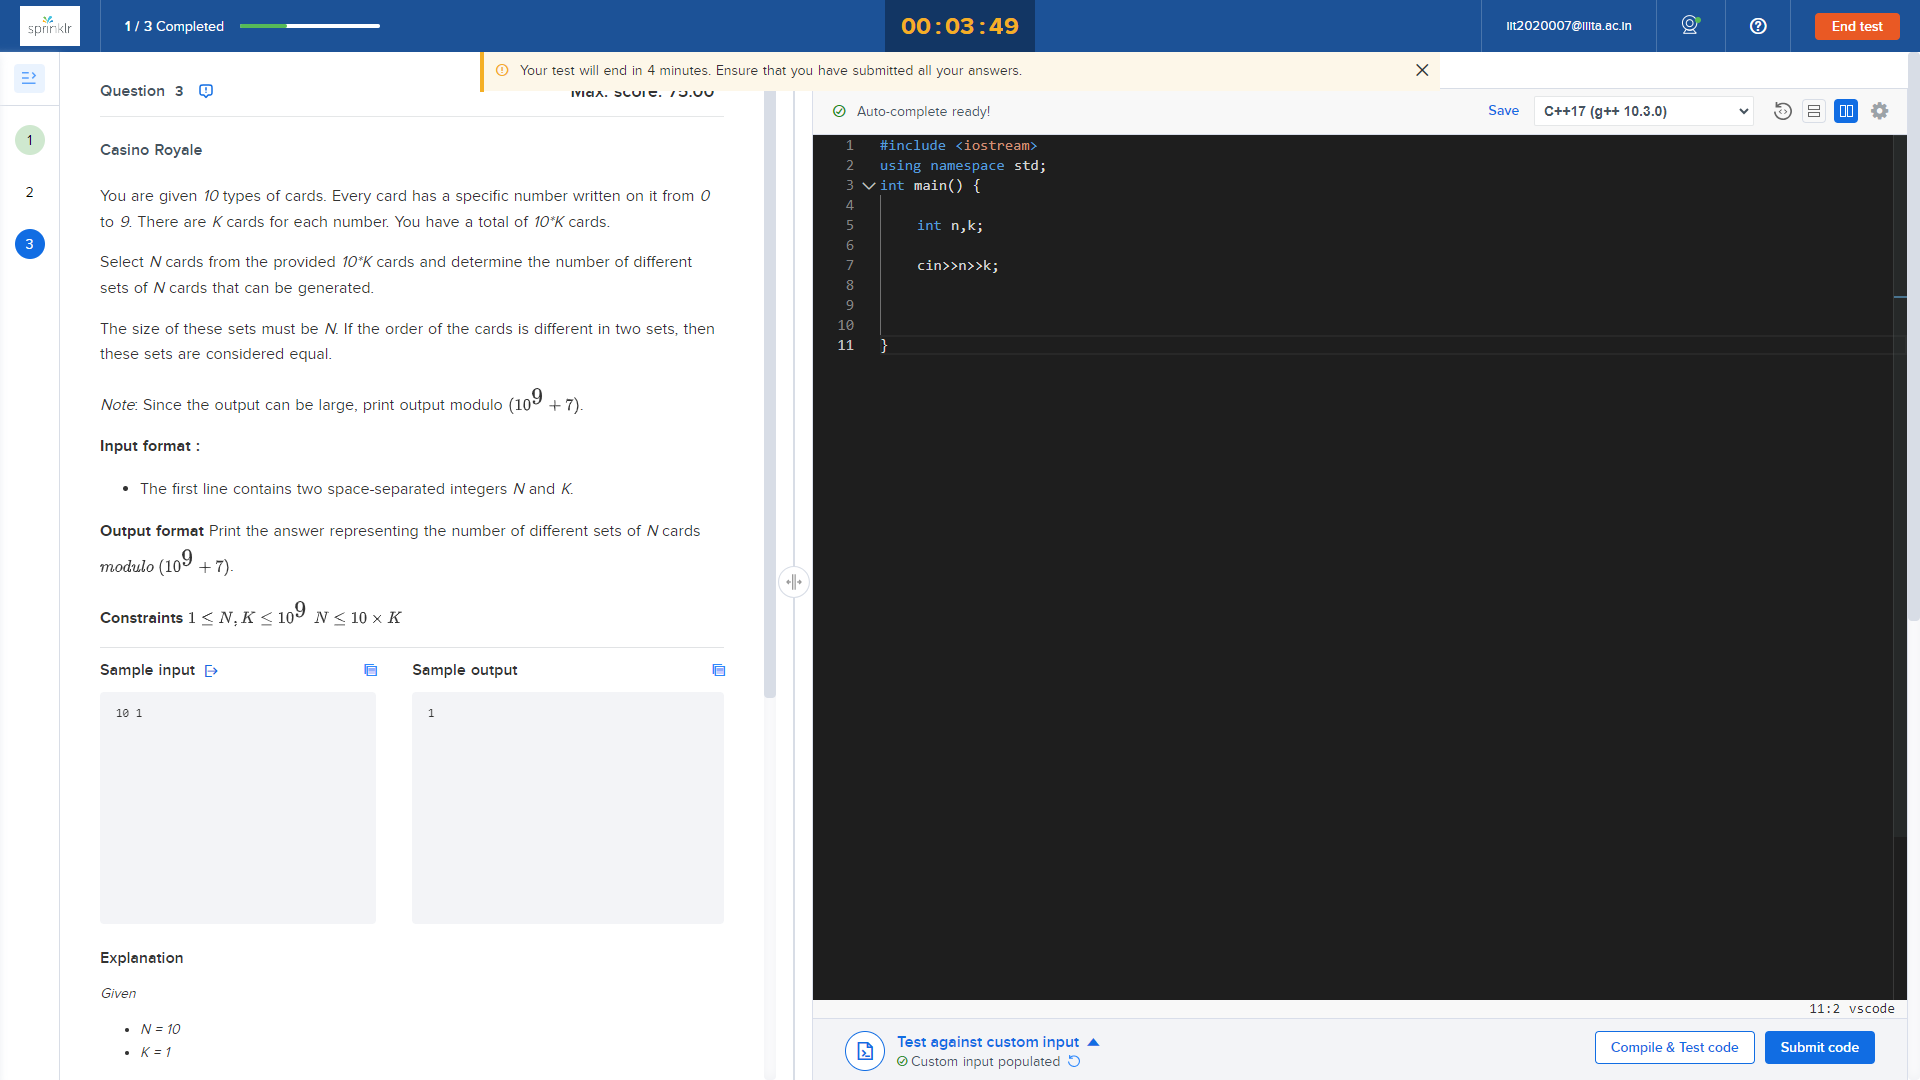 sprinklr
1 / 3 Completed
00:03:49
iit2020007@iiita.ac.in
End test
Your test will end in 4 minutes. Ensure that you have submitted all your answers.
Question 3
Max. score: 75.00
1
2
3
Casino Royale
You are given 10 types of cards. Every card has a specific number written on it from 0
to 9. There are K cards for each number. You have a total of 10*K cards.
Select N cards from the provided 10*K cards and determine the number of different
sets of N cards that can be generated.
The size of these sets must be N. If the order of the cards is different in two sets, then
these sets are considered equal.
Note: Since the output can be large, print output modulo (10^9 + 7).
Input format :
• The first line contains two space-separated integers N and K.
Output format Print the answer representing the number of different sets of N cards
modulo (10^9 + 7).
Constraints 1 ≤ N, K ≤ 10^9 N ≤ 10 × K
Sample input
Sample output
10 1
1
Explanation
Given
• N = 10
• K = 1
Auto-complete ready!
Save
C++17 (g++ 10.3.0)
1 #include <iostream>
2 using namespace std;
3 int main() {
4
5 int n,k;
6
7 cin>>n>>k;
8
9
10
11 }
11:2 vscode
Test against custom input
Custom input populated
Compile & Test code
Submit code